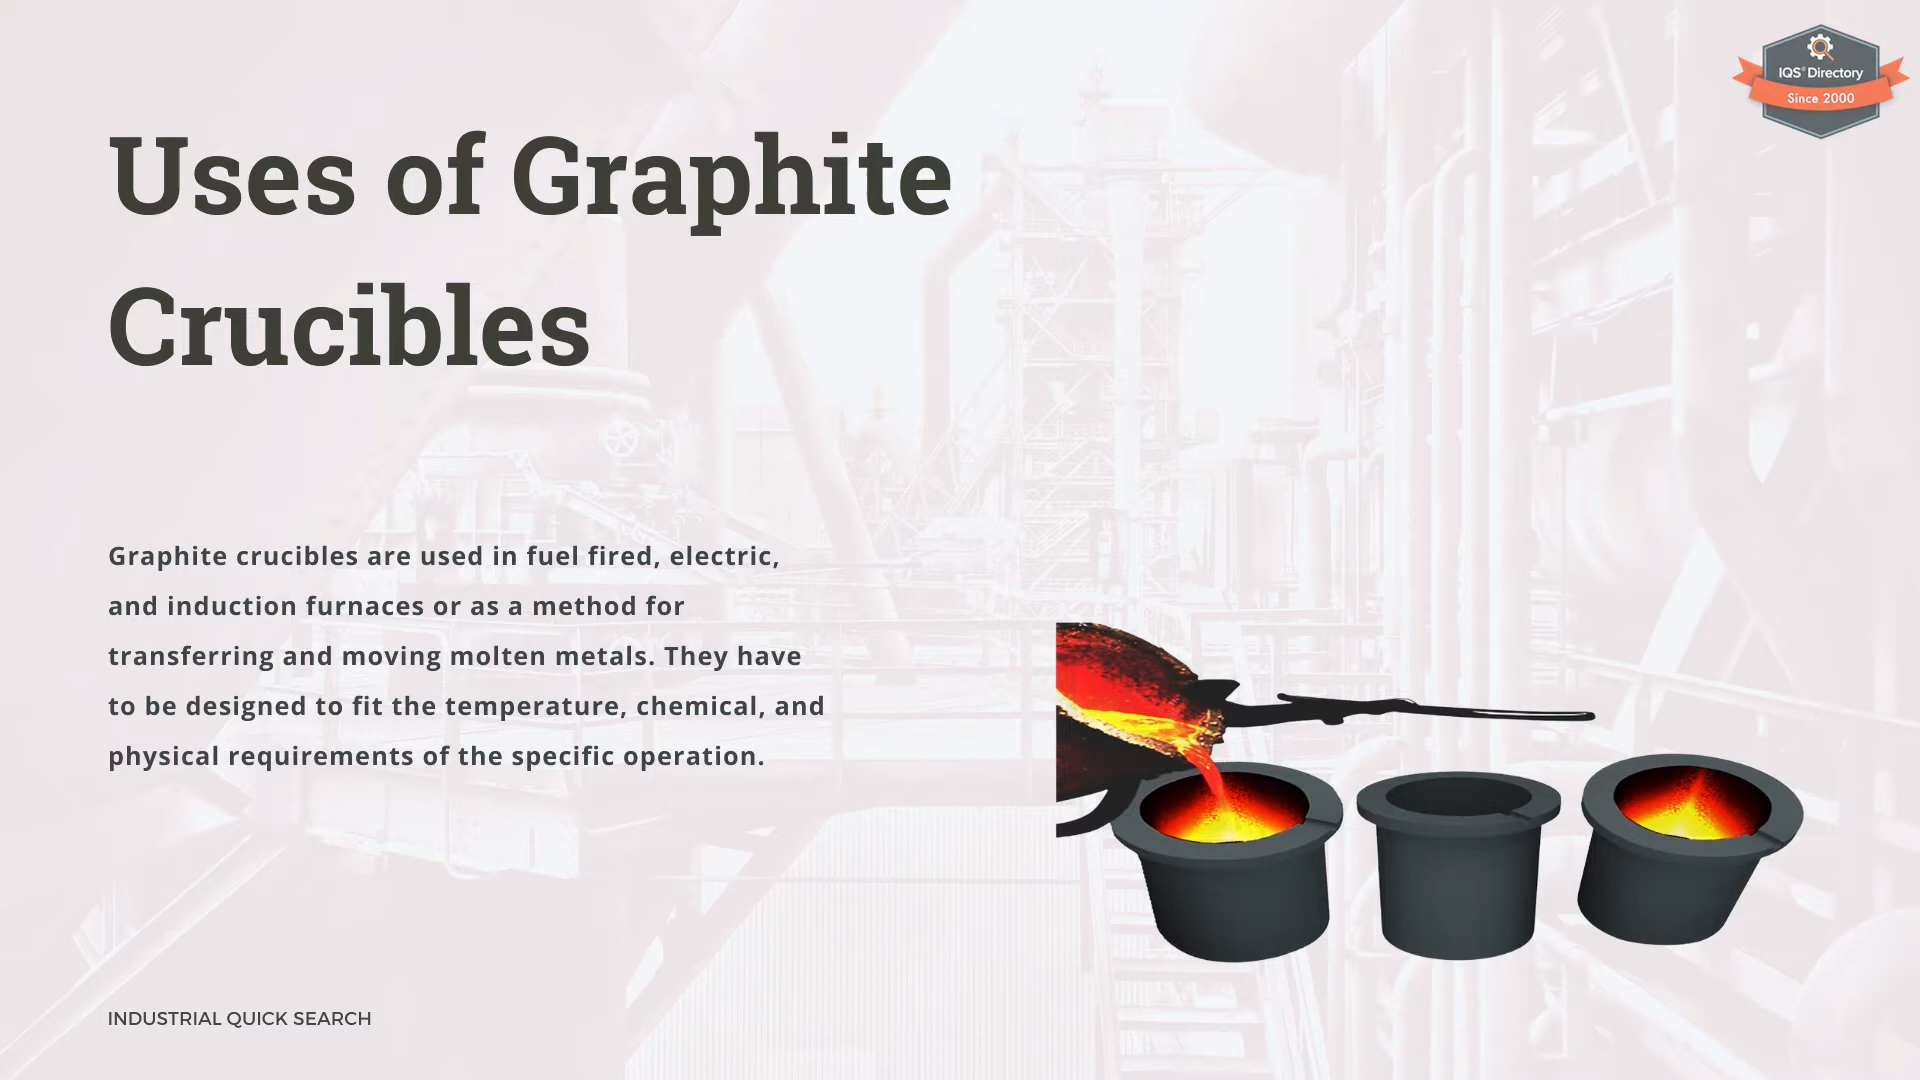 IQS® Directory
Since 2000
Uses of Graphite
Crucibles
Graphite crucibles are used in fuel fired, electric,
and induction furnaces or as a method for
transferring and moving molten metals. They have
to be designed to fit the temperature, chemical, and
physical requirements of the specific operation.
INDUSTRIAL QUICK SEARCH